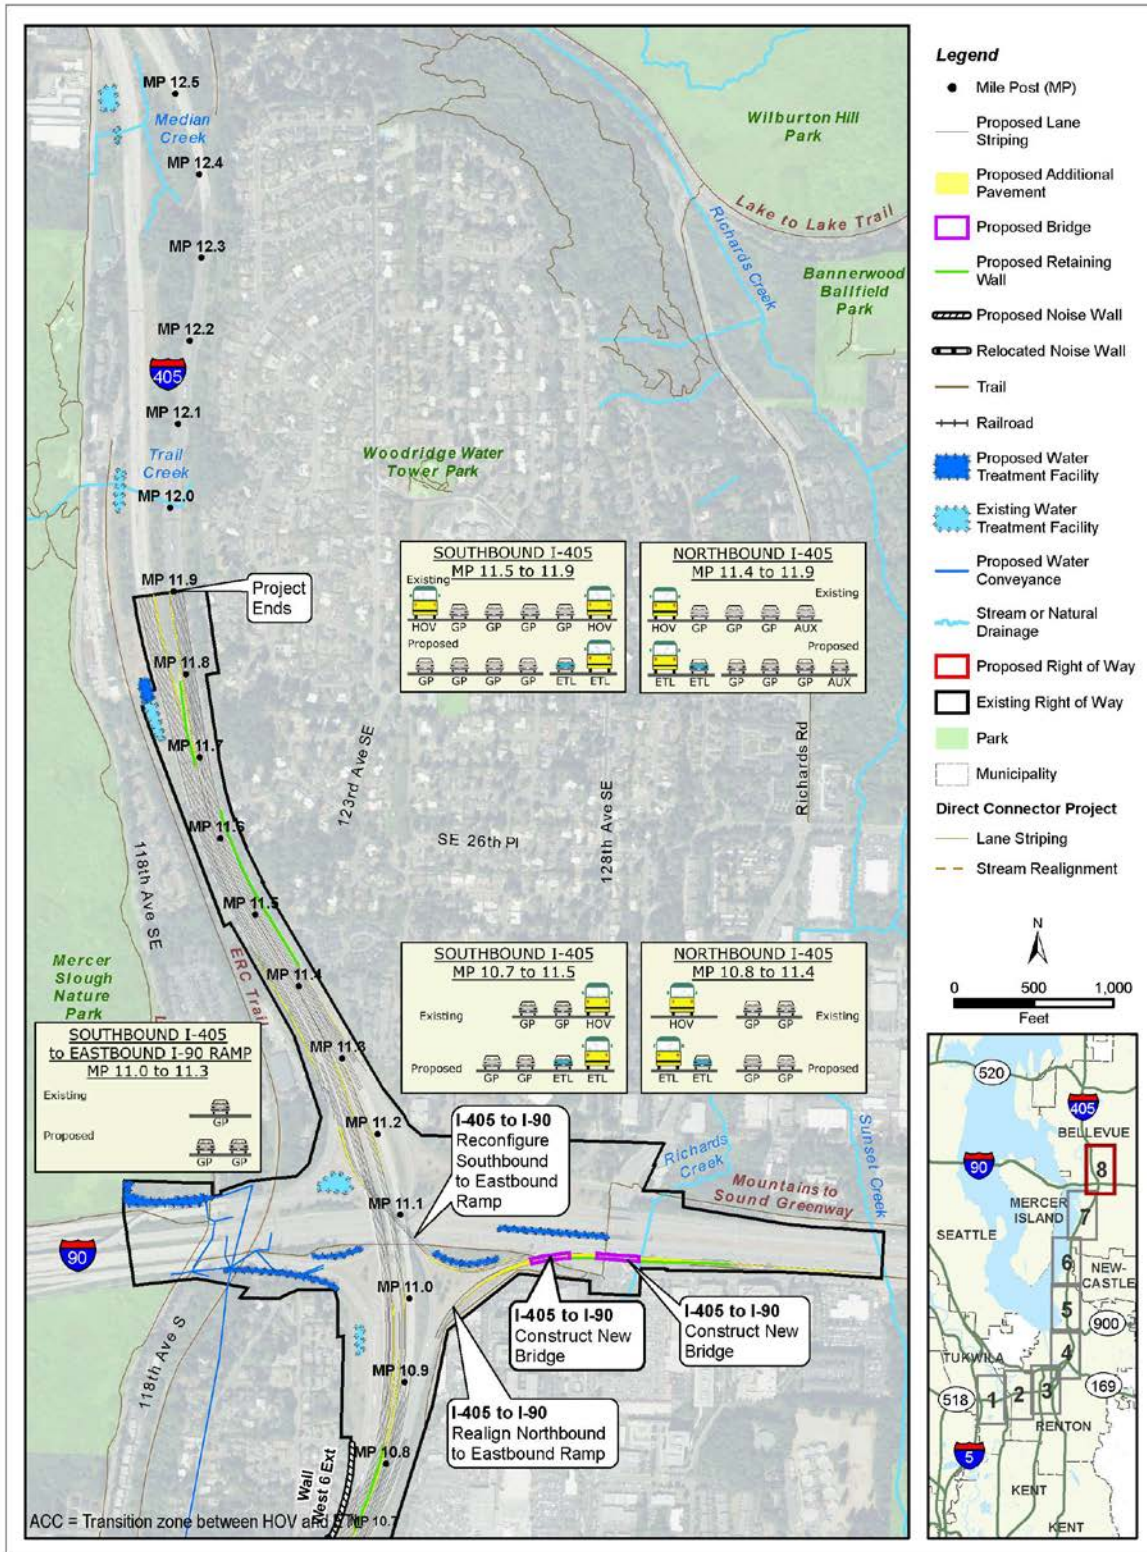 MP 12.5
Median
Creek
MP 12.4
MP 12.3
MP 12.2
405
MP 12.1
Trail
Creek
MP 12.0
MP 11.9
Project
Ends
MP 11.8
MP 11.7
MP 11.6
MP 11.5
MP 11.4
MP 11.3
MP 11.2
MP 11.1
MP 11.0
MP 10.9
MP 10.8
MP 10.7
Wilburton Hill
Park
Lake to Lake Trail
Richards Creek
Bannerwood
Ballfield
Park
Woodridge Water
Tower Park
SOUTHBOUND I-405
MP 11.5 to 11.9
Existing
HOV GP GP GP GP HOV
Proposed
GP GP GP GP ETL ETL
NORTHBOUND I-405
MP 11.4 to 11.9
Existing
HOV GP GP GP AUX
Proposed
ETL ETL GP GP GP AUX
123rd Ave SE
SE 26th Pl
128th Ave SE
Richards Rd
118th Ave SE
ERC Trail
Mercer
Slough
Nature
Park
SOUTHBOUND I-405
to EASTBOUND I-90 RAMP
MP 11.0 to 11.3
Existing
GP
Proposed
GP GP
SOUTHBOUND I-405
MP 10.7 to 11.5
Existing
GP GP HOV
Proposed
GP GP ETL ETL
NORTHBOUND I-405
MP 10.8 to 11.4
HOV GP GP
Existing
ETL ETL GP GP
Proposed
I-405 to I-90
Reconfigure
Southbound
to Eastbound
Ramp
Richards
Creek
Sunset Creek
Mountains to
Sound Greenway
90
I-405 to I-90
Construct New
Bridge
I-405 to I-90
Construct New
Bridge
I-405 to I-90
Realign Northbound
to Eastbound Ramp
118th Ave S
Wall
West 6 Ext
ACC = Transition zone between HOV and
Legend
Mile Post (MP)
Proposed Lane
Striping
Proposed Additional
Pavement
Proposed Bridge
Proposed Retaining
Wall
Proposed Noise Wall
Relocated Noise Wall
Trail
Railroad
Proposed Water
Treatment Facility
Existing Water
Treatment Facility
Proposed Water
Conveyance
Stream or Natural
Drainage
Proposed Right of Way
Existing Right of Way
Park
Municipality
Direct Connector Project
Lane Striping
Stream Realignment
N
0 500 1,000
Feet
520
405
BELLEVUE
90
8
MERCER
ISLAND
7
SEATTLE
6
NEW-
CASTLE
5
900
4
TUKWILA
3
2
1
169
518
RENTON
5
KENT
KENT